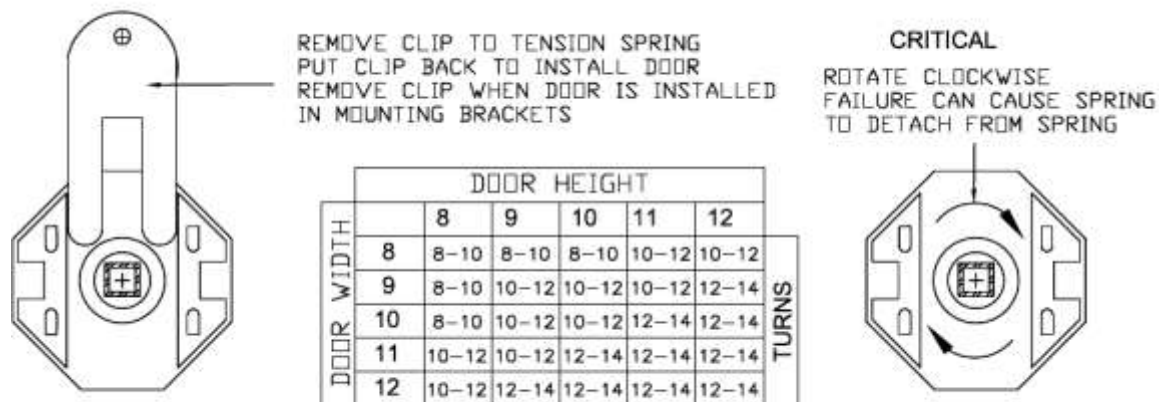 REMOVE CLIP TO TENSION SPRING
PUT CLIP BACK TO INSTALL DOOR
REMOVE CLIP WHEN DOOR IS INSTALLED
IN MOUNTING BRACKETS
CRITICAL
ROTATE CLOCKWISE
FAILURE CAN CAUSE SPRING
TO DETACH FROM SPRING
DOOR HEIGHT
DOOR WIDTH
8 9 10 11 12
8 8-10 8-10 8-10 10-12 10-12
9 8-10 10-12 10-12 10-12 12-14
10 8-10 10-12 10-12 12-14 12-14
11 10-12 10-12 12-14 12-14 12-14
12 10-12 12-14 12-14 12-14 12-14
TURNS